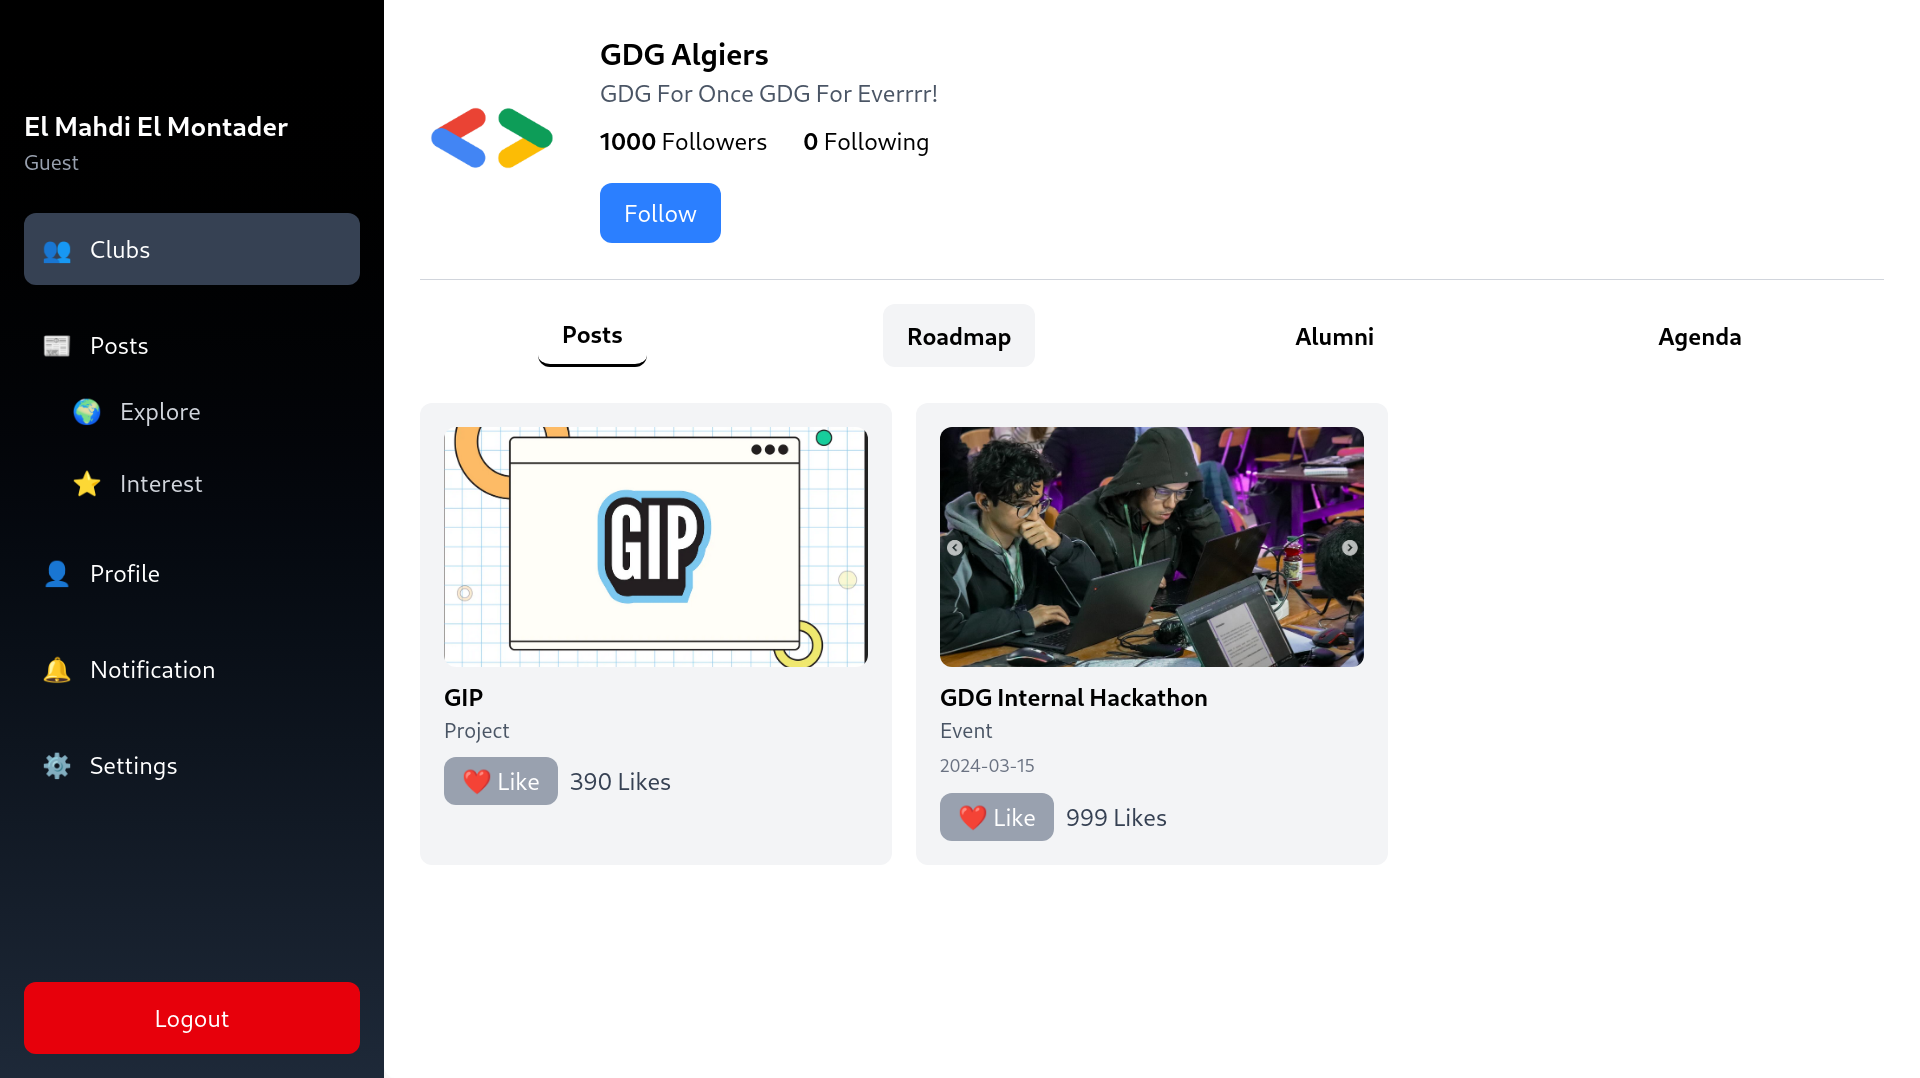 El Mahdi El Montader
Guest
Clubs
Posts
Explore
Interest
Profile
Notification
Settings
Logout
GDG Algiers
GDG For Once GDG For Everrrr!
1000 Followers 0 Following
Follow
Posts Roadmap Alumni Agenda
GIP
GIP
Project
❤️ Like 390 Likes
GDG Internal Hackathon
Event
2024-03-15
❤️ Like 999 Likes